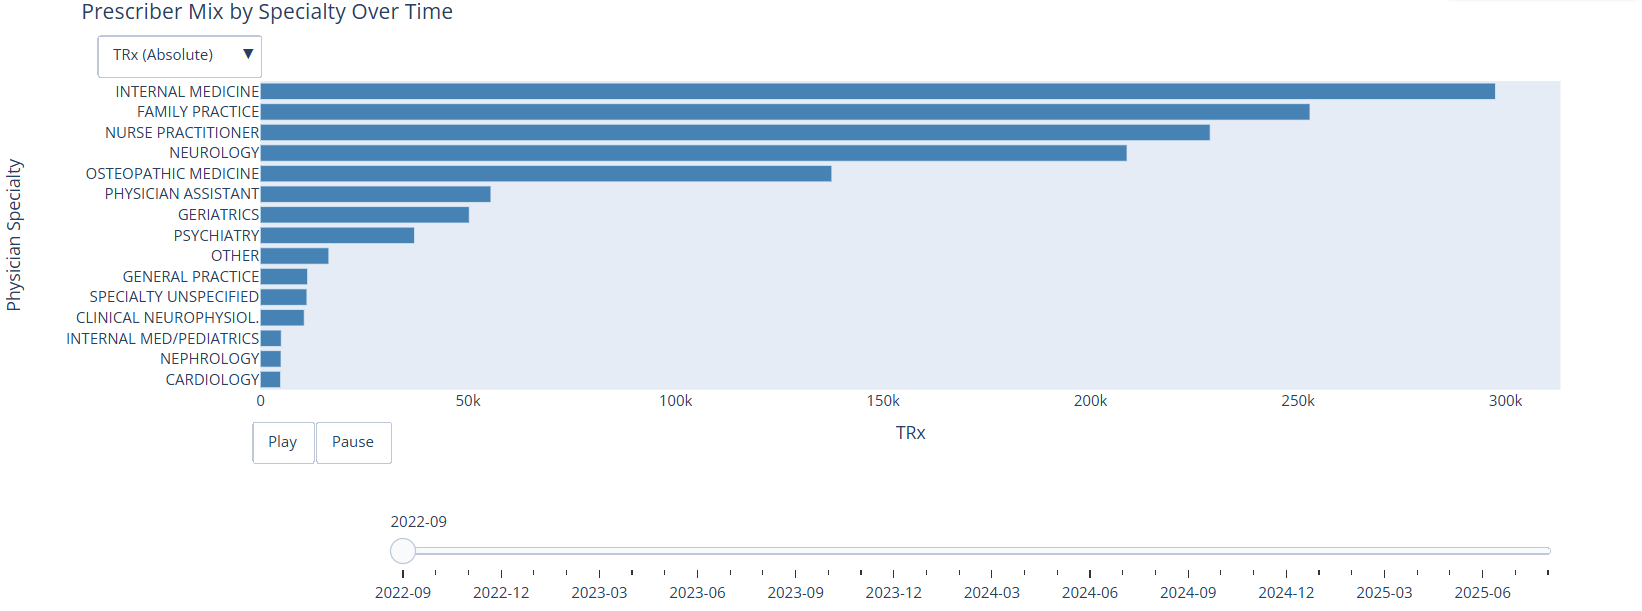 Prescriber Mix by Specialty Over Time
TRx (Absolute) ▼
Physician Specialty
INTERNAL MEDICINE
FAMILY PRACTICE
NURSE PRACTITIONER
NEUROLOGY
OSTEOPATHIC MEDICINE
PHYSICIAN ASSISTANT
GERIATRICS
PSYCHIATRY
OTHER
GENERAL PRACTICE
SPECIALTY UNSPECIFIED
CLINICAL NEUROPHYSIOL.
INTERNAL MED/PEDIATRICS
NEPHROLOGY
CARDIOLOGY
0 50k 100k 150k 200k 250k 300k
TRx
Play Pause
2022-09
2022-09 2022-12 2023-03 2023-06 2023-09 2023-12 2024-03 2024-06 2024-09 2024-12 2025-03 2025-06